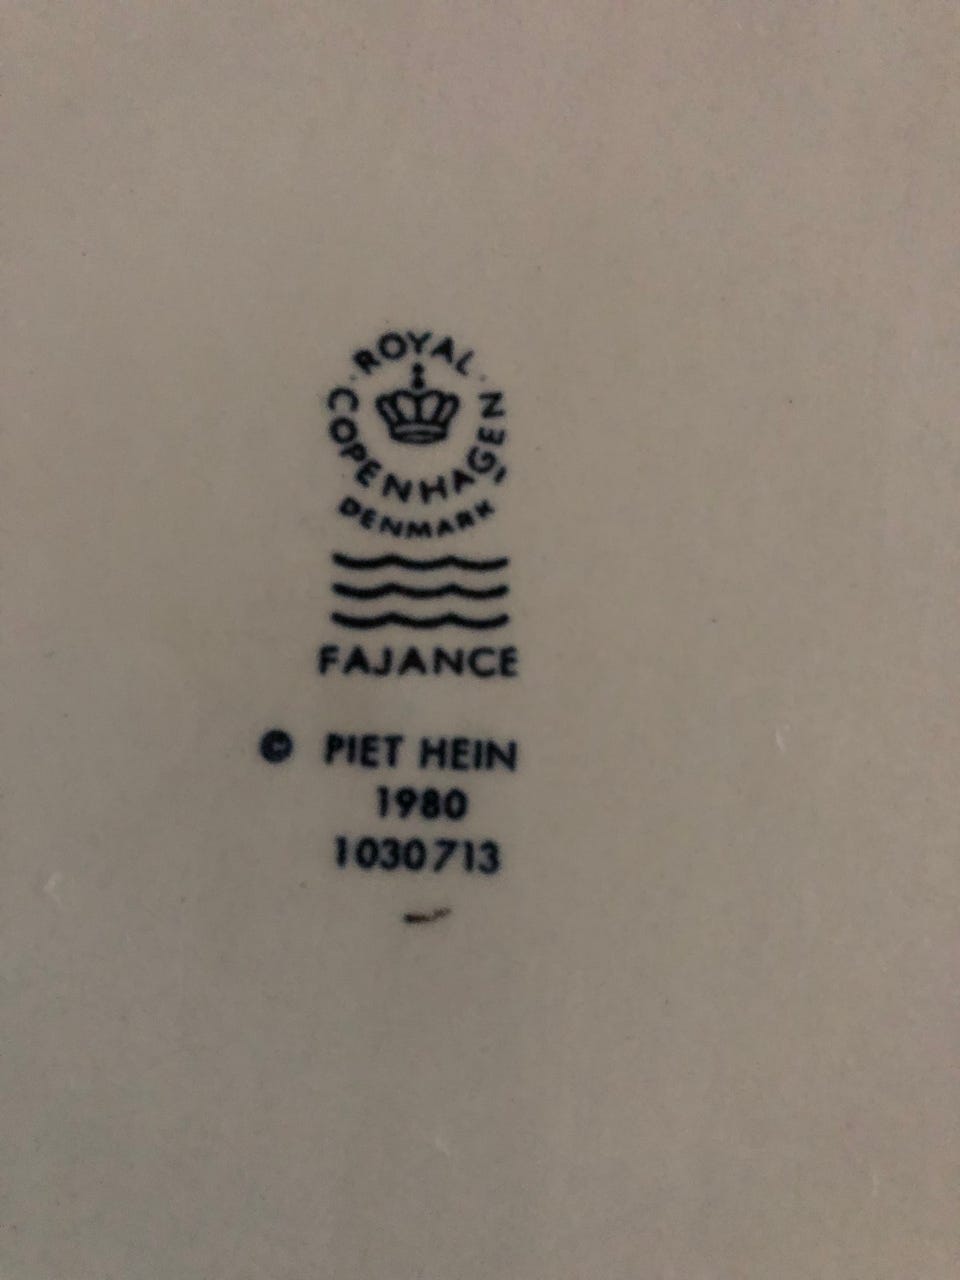 ROYAL
COPENHAGEN
DENMARK
FAJANCE
© PIET HEIN
1980
1030713